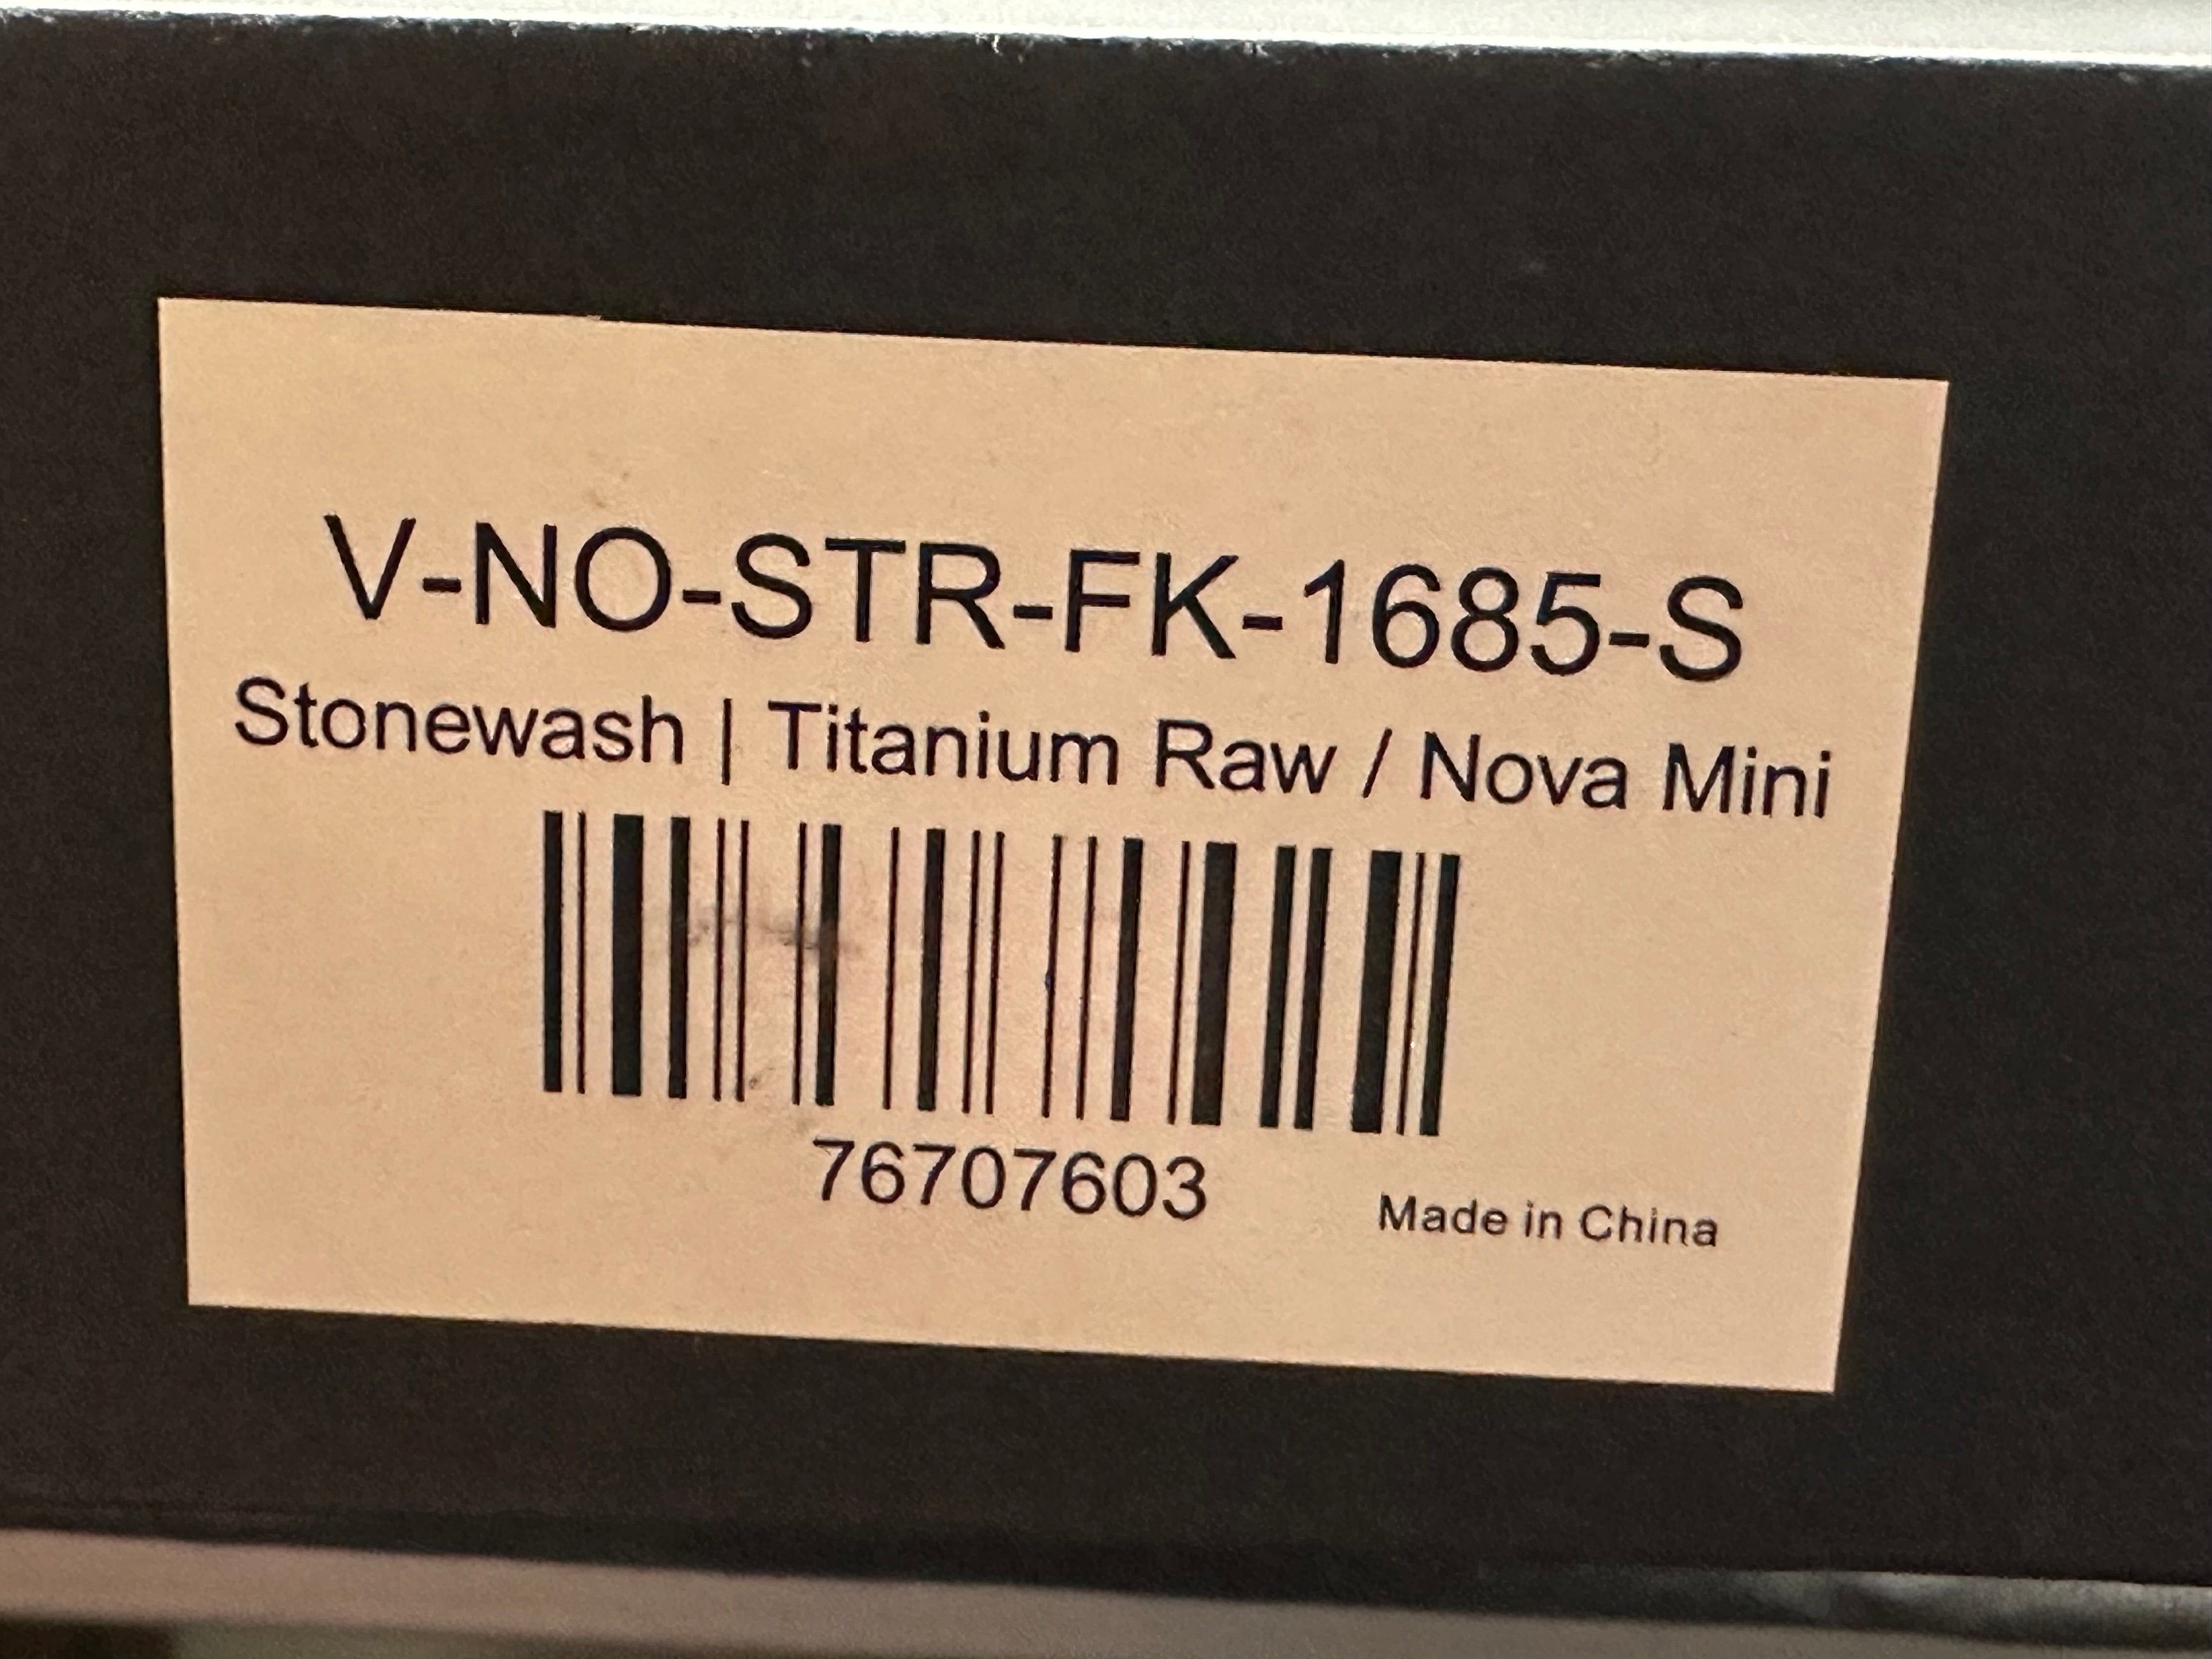 V-NO-STR-FK-1685-S
Stonewash | Titanium Raw / Nova Mini
76707603
Made in China